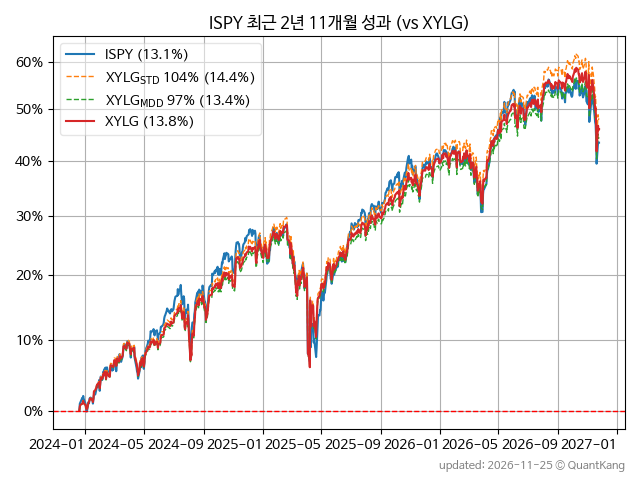 ISPY 최근 2년 11개월 성과 (vs XYLG)
ISPY (13.1%)
XYLG_STD 104% (14.4%)
XYLG_MDD 97% (13.4%)
XYLG (13.8%)
60%
50%
40%
30%
20%
10%
0%
2024-01 2024-05 2024-09 2025-01 2025-05 2025-09 2026-01 2026-05 2026-09 2027-01
updated: 2026-11-25 © QuantKang